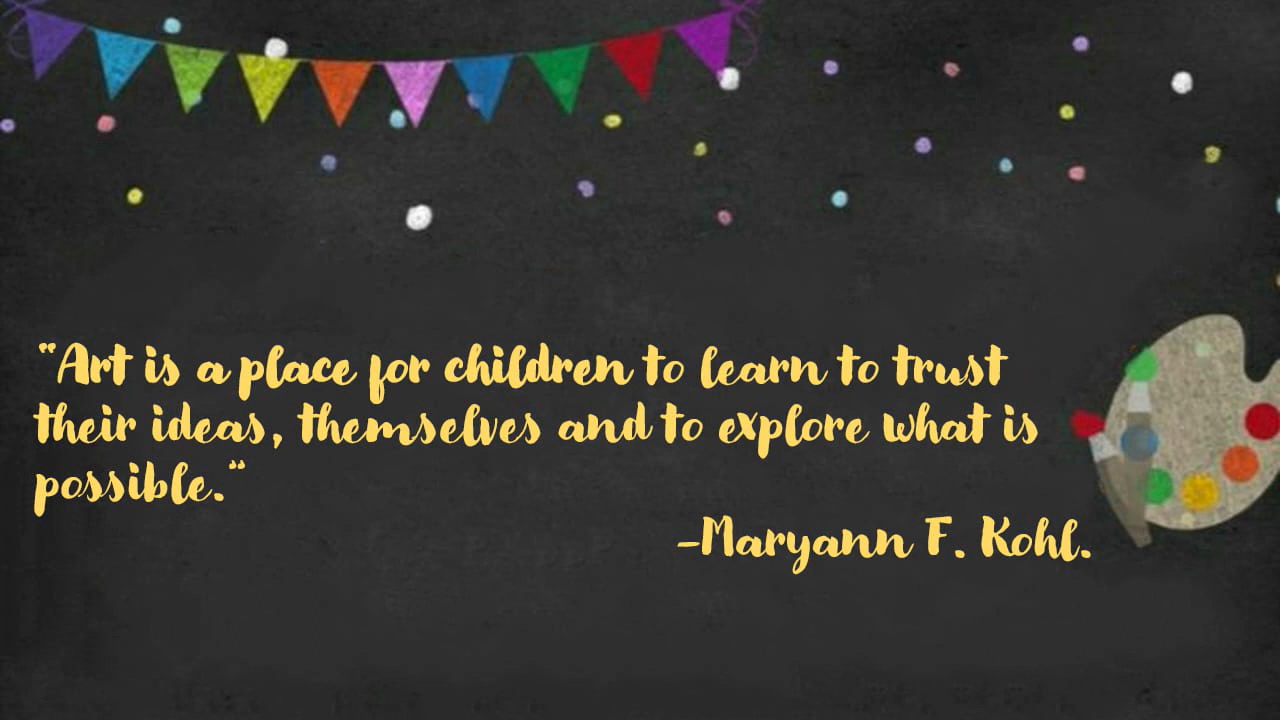 "Art is a place for children to learn to trust
their ideas, themselves and to explore what is
possible."
-Maryann F. Kohl.